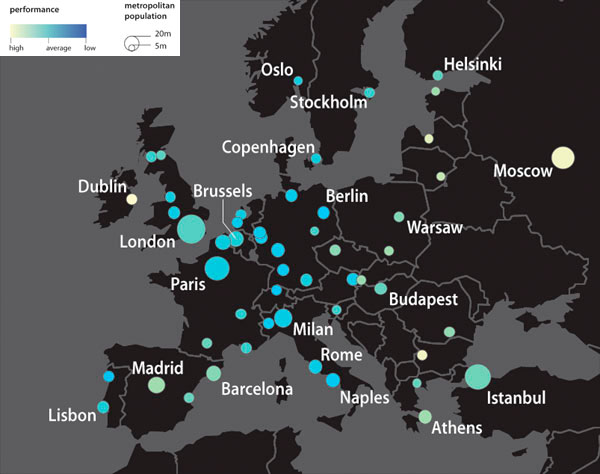 performance
high average low
metropolitan
population
20m
5m
Oslo
Helsinki
Stockholm
Copenhagen
Moscow
Dublin
Brussels
Berlin
Warsaw
London
Paris
Budapest
Milan
Rome
Madrid
Barcelona
Naples
Istanbul
Lisbon
Athens